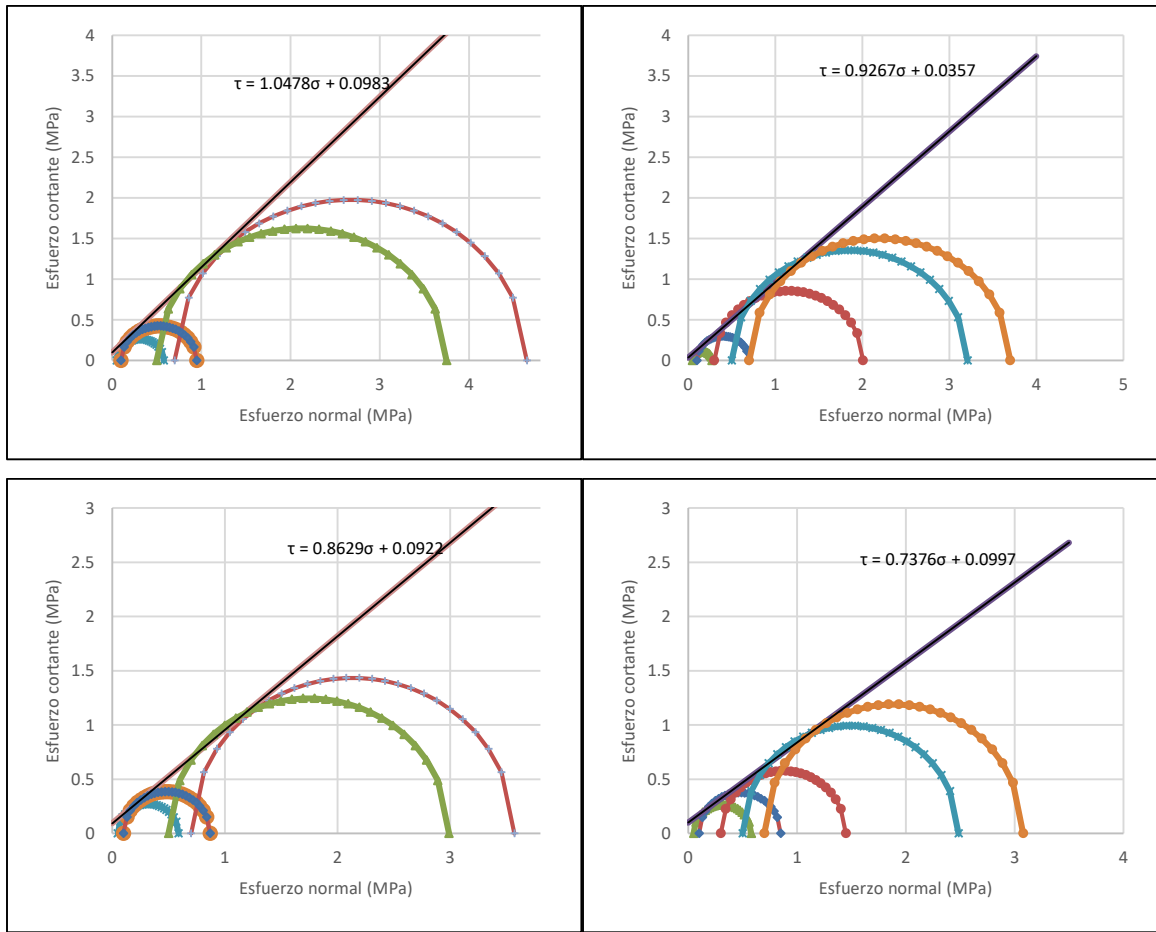 4
3.5
3
2.5
2
1.5
1
0.5
0
Esfuerzo cortante (MPa)
τ = 1.0478σ + 0.0983
0 1 2 3 4
Esfuerzo normal (MPa)
4
3.5
3
2.5
2
1.5
1
0.5
0
Esfuerzo cortante (MPa)
τ = 0.9267σ + 0.0357
0 1 2 3 4 5
Esfuerzo normal (MPa)
3
2.5
2
1.5
1
0.5
0
Esfuerzo cortante (MPa)
τ = 0.8629σ + 0.0922
0 1 2 3
Esfuerzo normal (MPa)
3
2.5
2
1.5
1
0.5
0
Esfuerzo cortante (MPa)
τ = 0.7376σ + 0.0997
0 1 2 3 4
Esfuerzo normal (MPa)